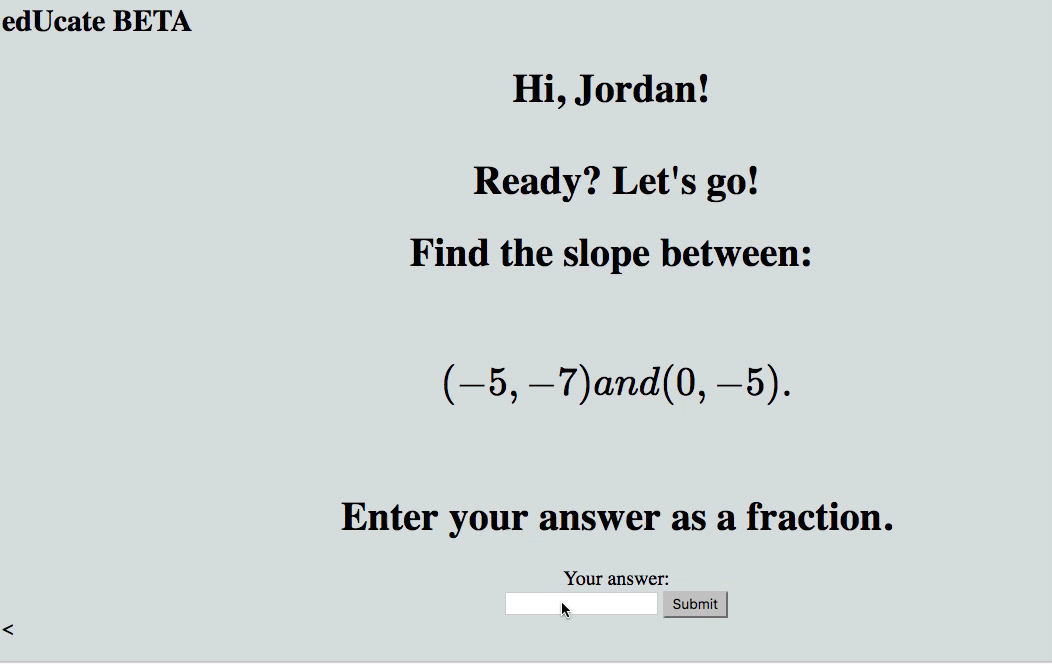 edUcate BETA
Hi, Jordan!
Ready? Let's go!
Find the slope between:
(−5, −7)and(0, −5).
Enter your answer as a fraction.
Your answer:
Submit
<